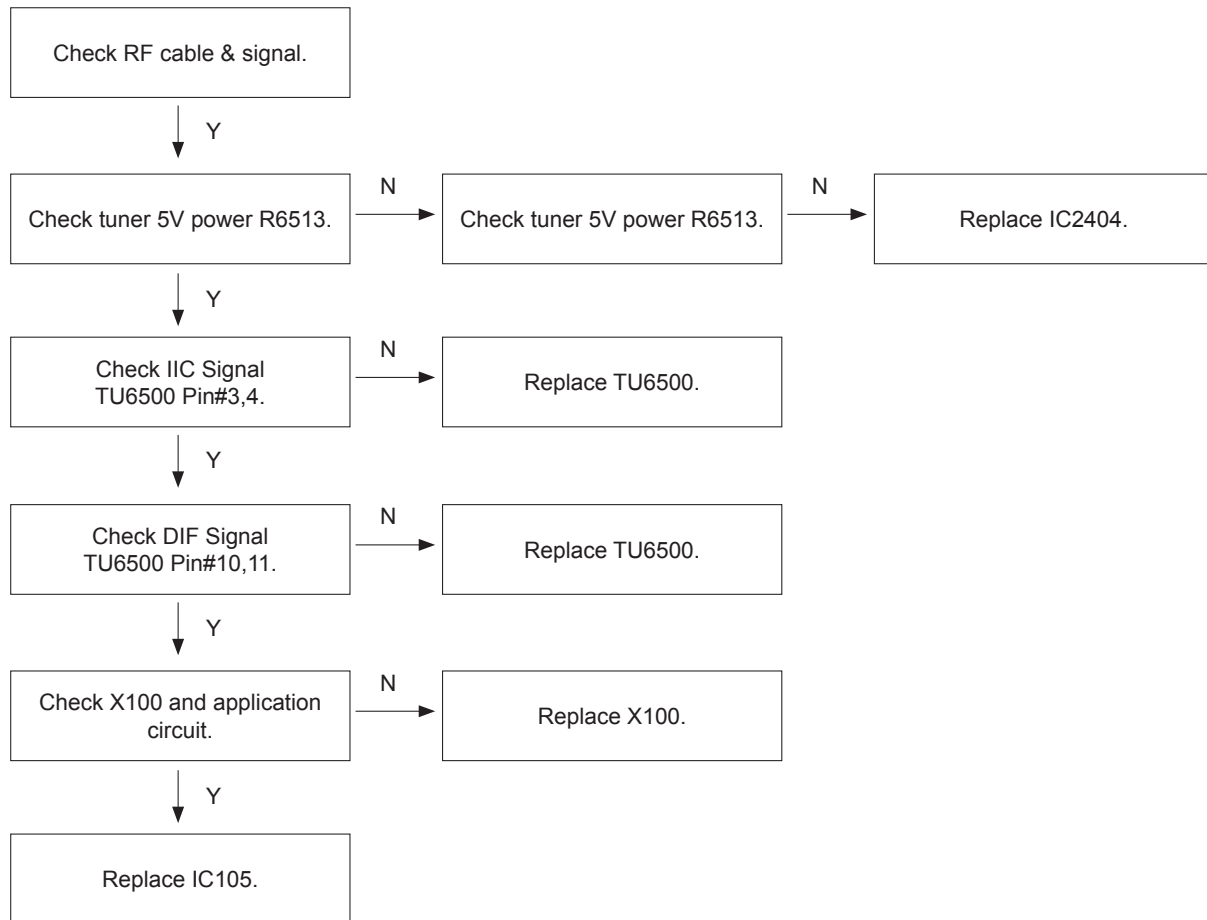 Check RF cable & signal.
Y
Check tuner 5V power R6513.
N
Check tuner 5V power R6513.
N
Replace IC2404.
Y
Check IIC Signal
TU6500 Pin#3,4.
N
Replace TU6500.
Y
Check DIF Signal
TU6500 Pin#10,11.
N
Replace TU6500.
Y
Check X100 and application
circuit.
N
Replace X100.
Y
Replace IC105.